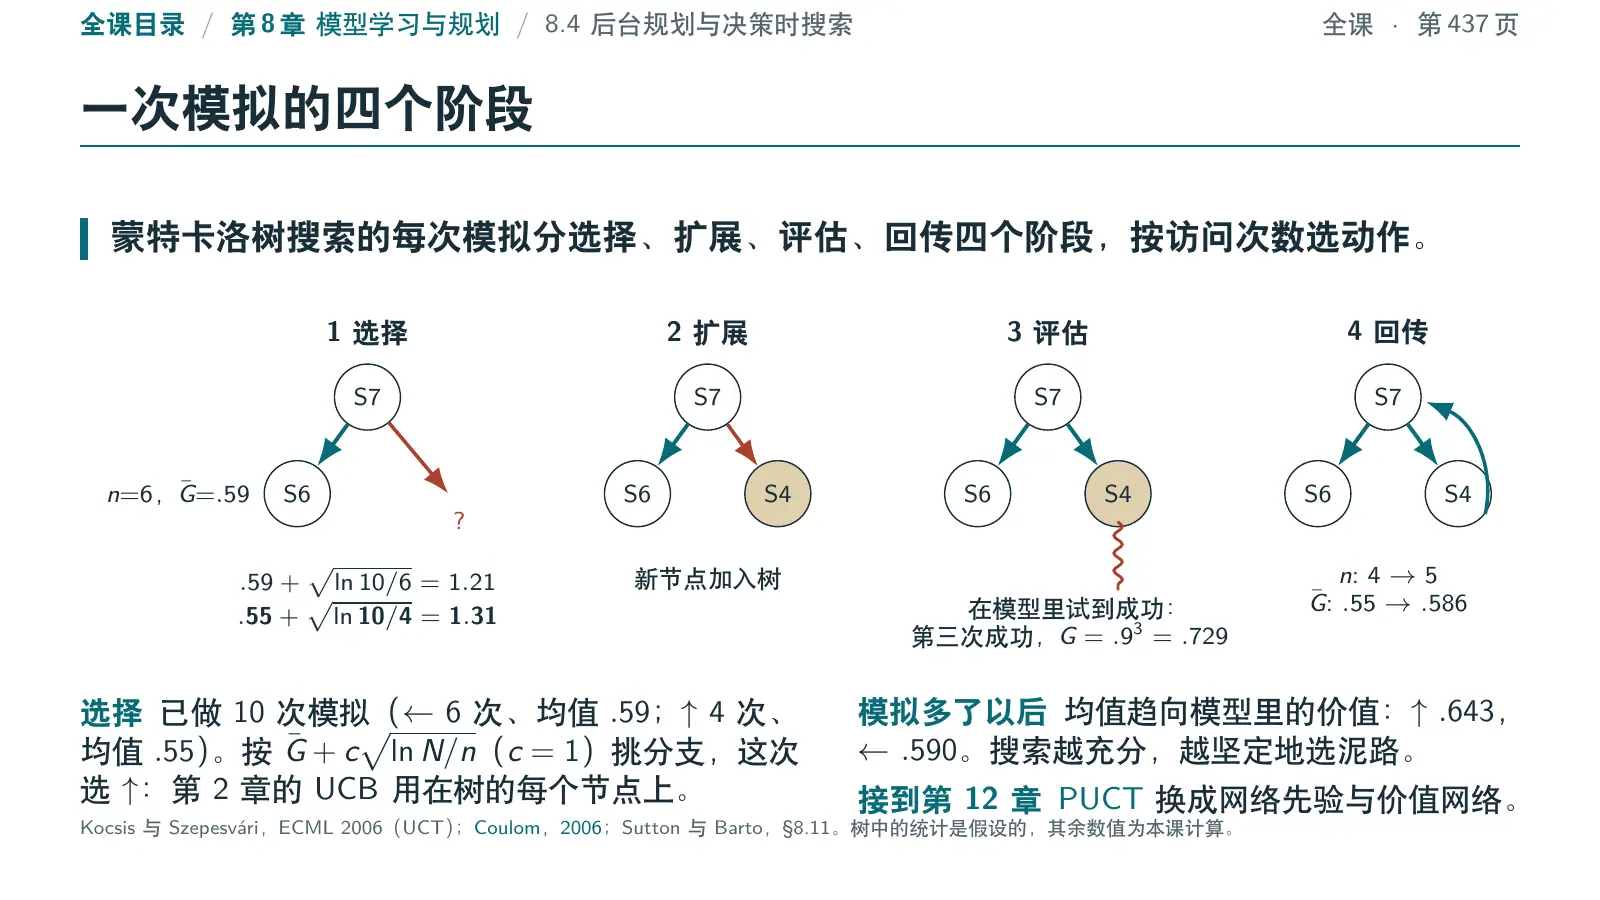 全课目录 / 第8章 模型学习与规划 / 8.4 后台规划与决策时搜索
全课 · 第437页
一次模拟的四个阶段
蒙特卡洛树搜索的每次模拟分选择、扩展、评估、回传四个阶段，按访问次数选动作。
1 选择
S7
n=6， Ḡ=.59
S6
?
.59 + √(ln 10/6) = 1.21
.55 + √(ln 10/4) = 1.31
2 扩展
S7
S6
S4
新节点加入树
3 评估
S7
S6
S4
在模型里试到成功：
第三次成功，G = .9³ = .729
4 回传
S7
S6
S4
n: 4 → 5
Ḡ: .55 → .586
选择 已做 10 次模拟（← 6 次、均值 .59；↑ 4 次、
均值 .55）。按 Ḡ + c√(ln N/n)（c = 1）挑分支，这次
选 ↑：第 2 章的 UCB 用在树的每个节点上。
模拟多了以后 均值趋向模型里的价值：↑ .643，
← .590。搜索越充分，越坚定地选泥路。
接到第 12 章 PUCT 换成网络先验与价值网络。
Kocsis 与 Szepesvári，ECML 2006（UCT）；Coulom，2006；Sutton 与 Barto，§8.11。树中的统计是假设的，其余数值为本课计算。